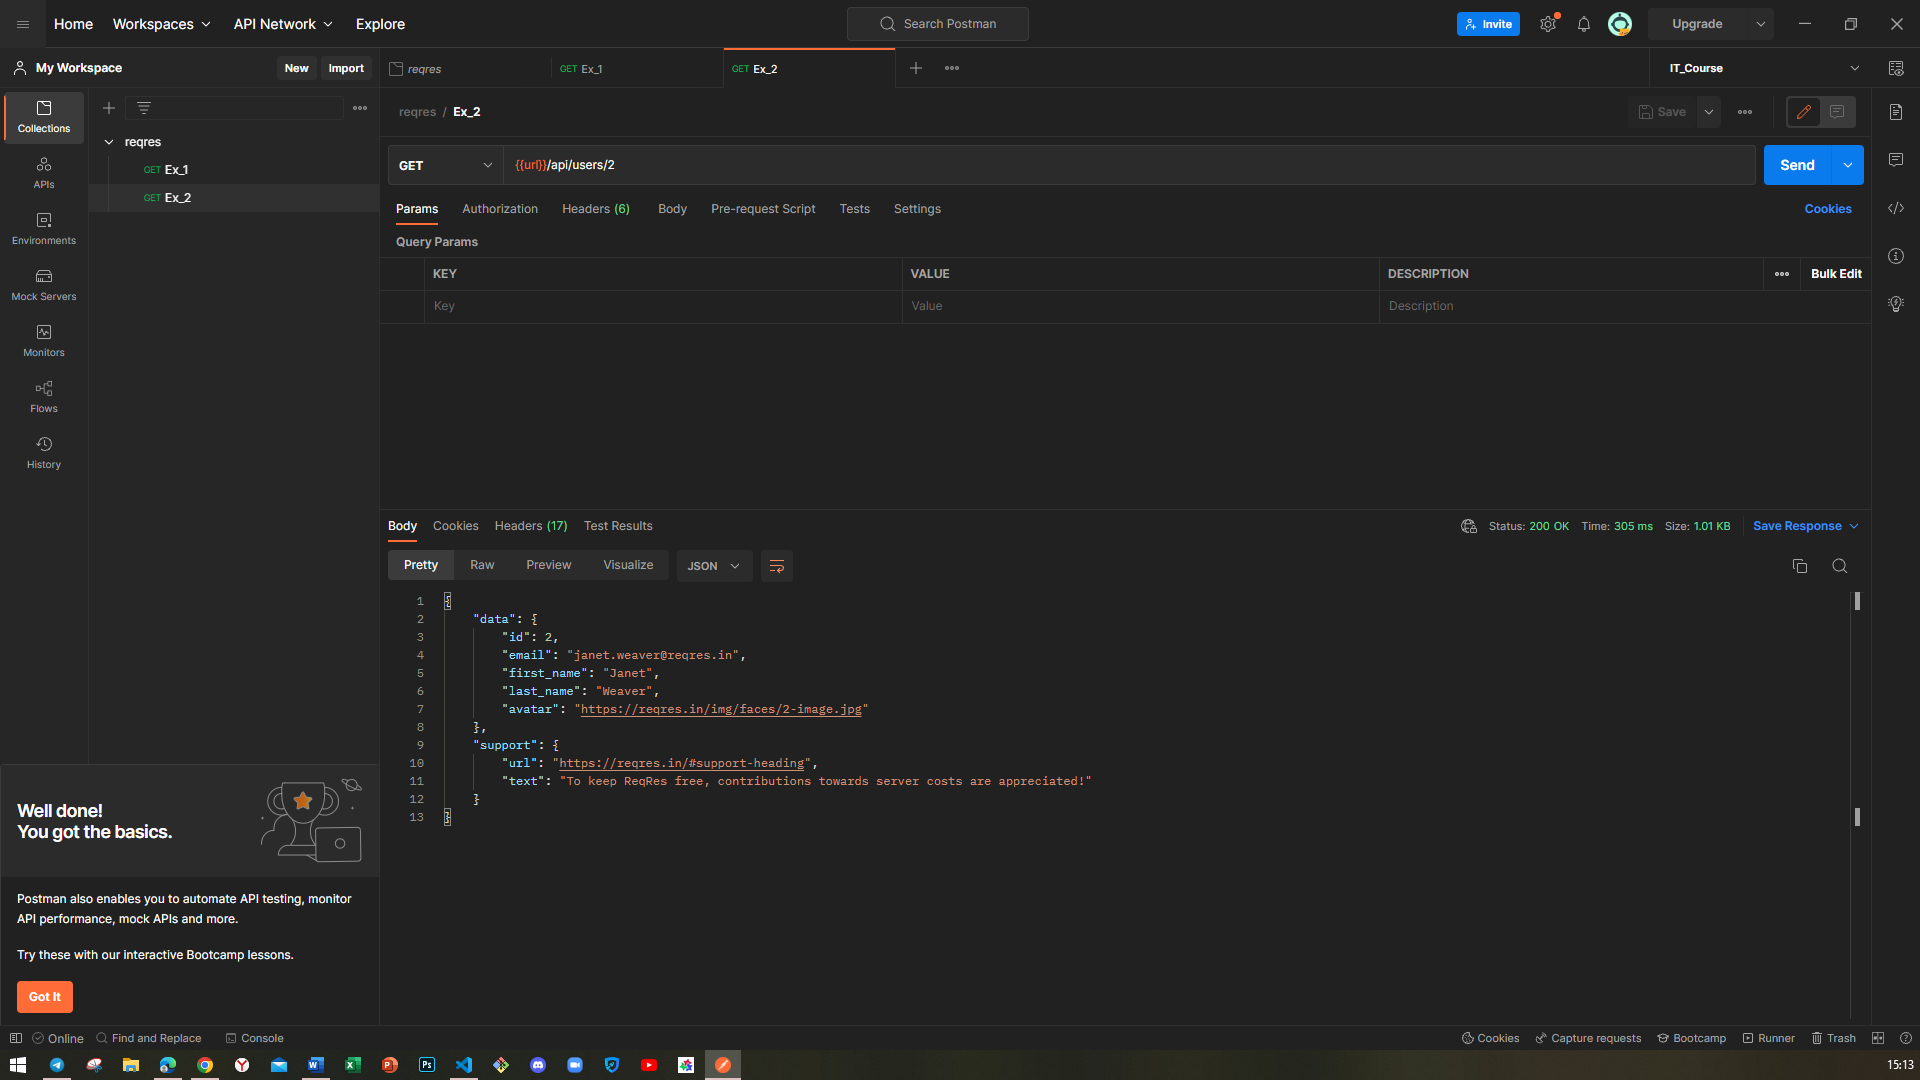 Home Workspaces API Network Explore Search Postman Invite Upgrade
My Workspace New Import reqres GET Ex_1 GET Ex_2 IT_Course
Collections
APIs
Environments
Mock Servers
Monitors
Flows
History
reqres
GET Ex_1
GET Ex_2
reqres / Ex_2 Save
GET {{url}}/api/users/2 Send
Params Authorization Headers (6) Body Pre-request Script Tests Settings Cookies
Query Params
KEY VALUE DESCRIPTION Bulk Edit
Key Value Description
Body Cookies Headers (17) Test Results Status: 200 OK Time: 305 ms Size: 1.01 KB Save Response
Pretty Raw Preview Visualize JSON
1 {
2 "data": {
3 "id": 2,
4 "email": "janet.weaver@reqres.in",
5 "first_name": "Janet",
6 "last_name": "Weaver",
7 "avatar": "https://reqres.in/img/faces/2-image.jpg"
8 },
9 "support": {
10 "url": "https://reqres.in/#support-heading",
11 "text": "To keep ReqRes free, contributions towards server costs are appreciated!"
12 }
13 }
Well done!
You got the basics.
Postman also enables you to automate API testing, monitor
API performance, mock APIs and more.
Try these with our interactive Bootcamp lessons.
Got It
Online Find and Replace Console Cookies Capture requests Bootcamp Runner Trash
15:13